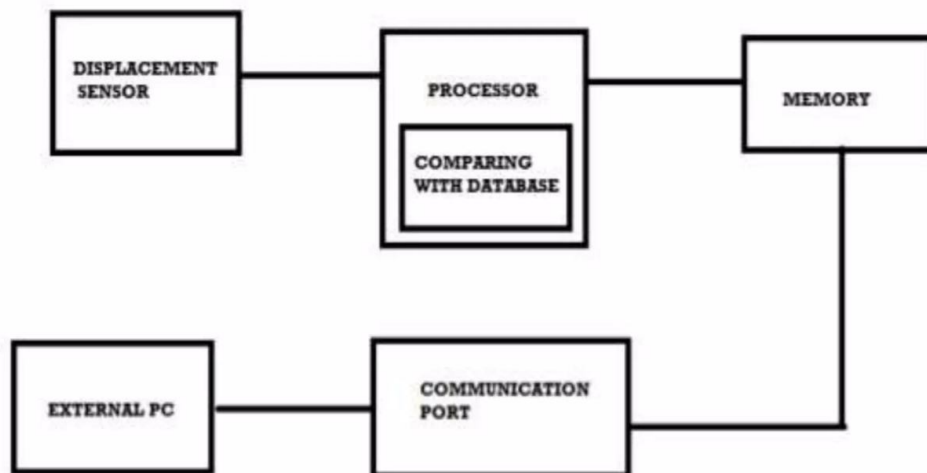 DISPLACEMENT
SENSOR
PROCESSOR
COMPARING
WITH DATABASE
MEMORY
EXTERNAL PC
COMMUNICATION
PORT